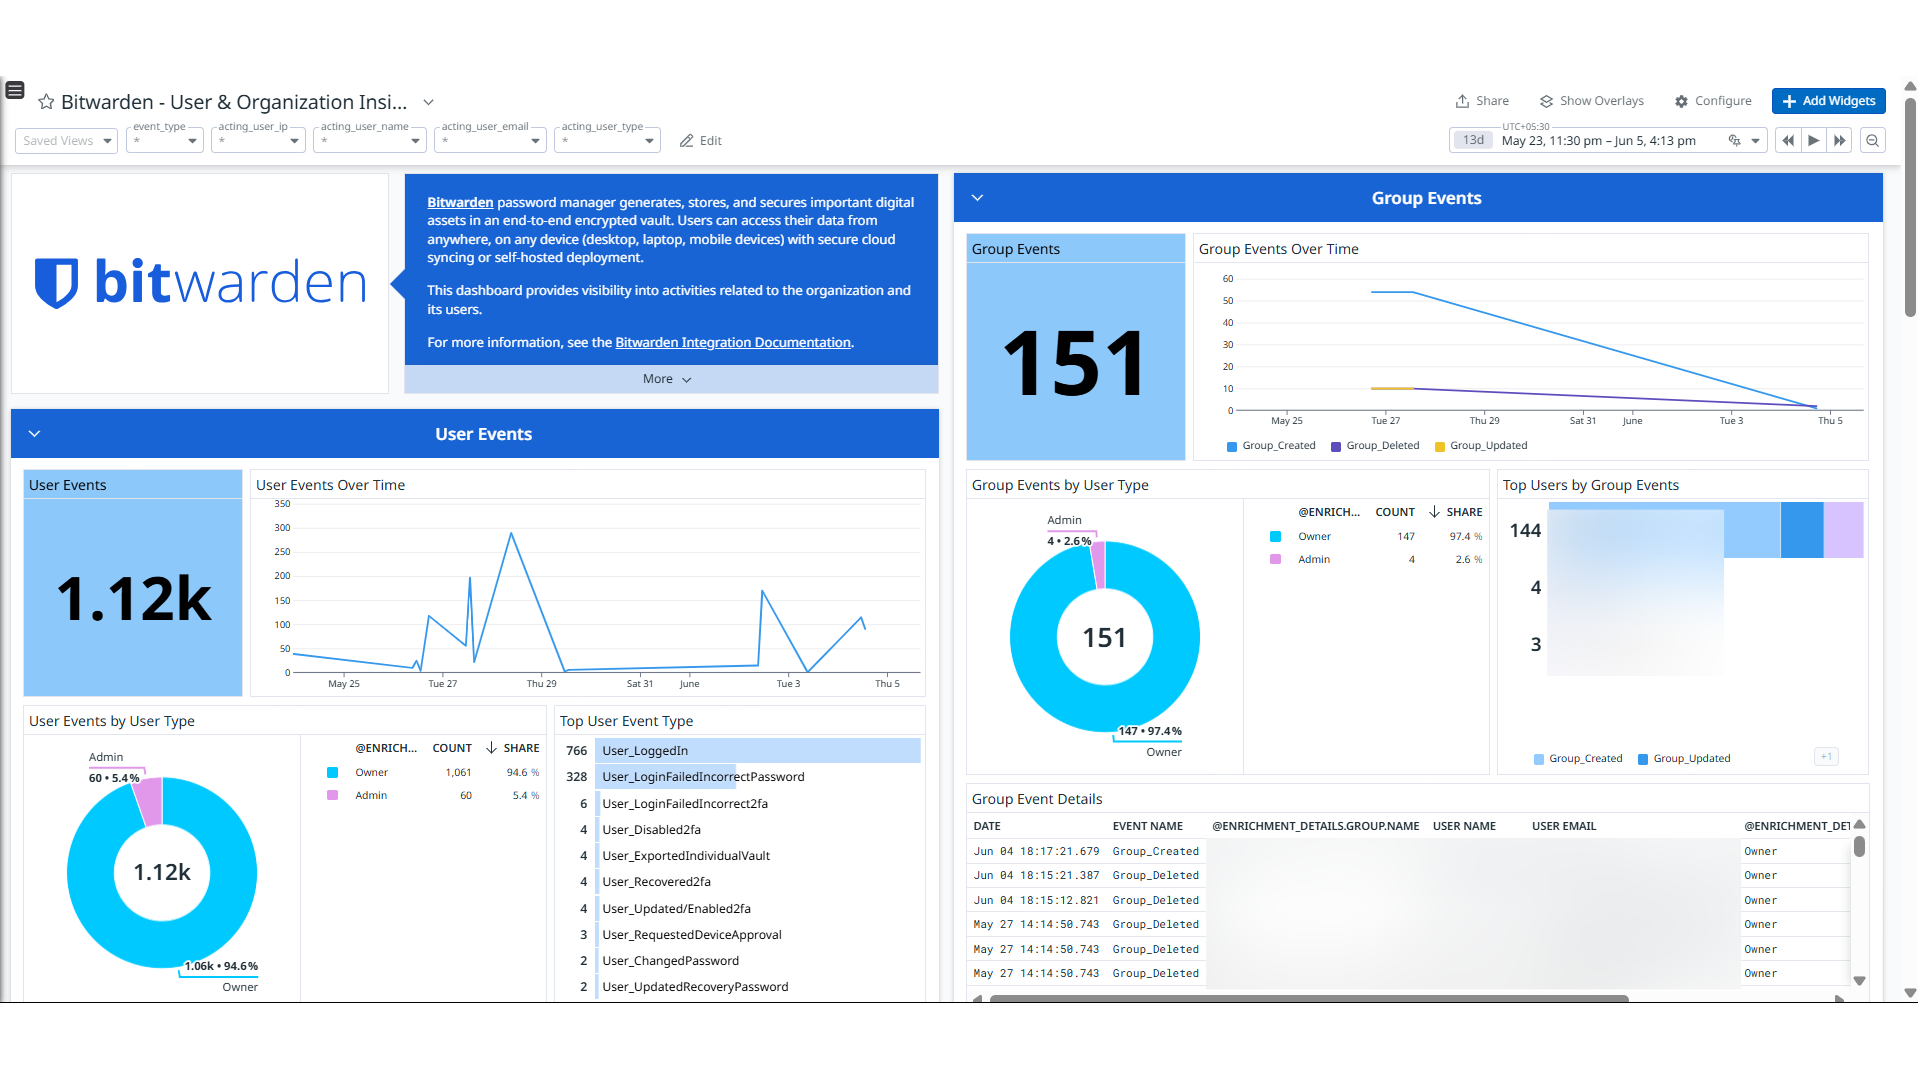 Bitwarden - User & Organization Insi...
Share
Show Overlays
Configure
Add Widgets
Saved Views
event_type
*
acting_user_ip
*
acting_user_name
*
acting_user_email
*
acting_user_type
*
Edit
UTC+05:30
13d
May 23, 11:30 pm – Jun 5, 4:13 pm
bitwarden
Bitwarden password manager generates, stores, and secures important digital
assets in an end-to-end encrypted vault. Users can access their data from
anywhere, on any device (desktop, laptop, mobile devices) with secure cloud
syncing or self-hosted deployment.
This dashboard provides visibility into activities related to the organization and
its users.
For more information, see the Bitwarden Integration Documentation.
More
User Events
User Events
1.12k
User Events Over Time
350
300
250
200
150
100
50
0
May 25
Tue 27
Thu 29
Sat 31
June
Tue 3
Thu 5
User Events by User Type
Admin
60 • 5.4%
1.12k
1.06k • 94.6%
Owner
@ENRICH... COUNT SHARE
Owner 1,061 94.6 %
Admin 60 5.4 %
Top User Event Type
766 User_LoggedIn
328 User_LoginFailedIncorrectPassword
6 User_LoginFailedIncorrect2fa
4 User_Disabled2fa
4 User_ExportedIndividualVault
4 User_Recovered2fa
4 User_Updated/Enabled2fa
3 User_RequestedDeviceApproval
2 User_ChangedPassword
2 User_UpdatedRecoveryPassword
Group Events
Group Events
151
Group Events Over Time
60
50
40
30
20
10
0
May 25
Tue 27
Thu 29
Sat 31
June
Tue 3
Thu 5
Group_Created
Group_Deleted
Group_Updated
Group Events by User Type
Admin
4 • 2.6%
151
147 • 97.4%
Owner
@ENRICH... COUNT SHARE
Owner 147 97.4 %
Admin 4 2.6 %
Top Users by Group Events
144
4
3
Group_Created
Group_Updated
+1
Group Event Details
DATE EVENT NAME @ENRICHMENT_DETAILS.GROUP.NAME USER NAME USER EMAIL @ENRICHMENT_DET
Jun 04 18:17:21.679 Group_Created Owner
Jun 04 18:15:21.387 Group_Deleted Owner
Jun 04 18:15:12.821 Group_Deleted Owner
May 27 14:14:50.743 Group_Deleted Owner
May 27 14:14:50.743 Group_Deleted Owner
May 27 14:14:50.743 Group_Deleted Owner